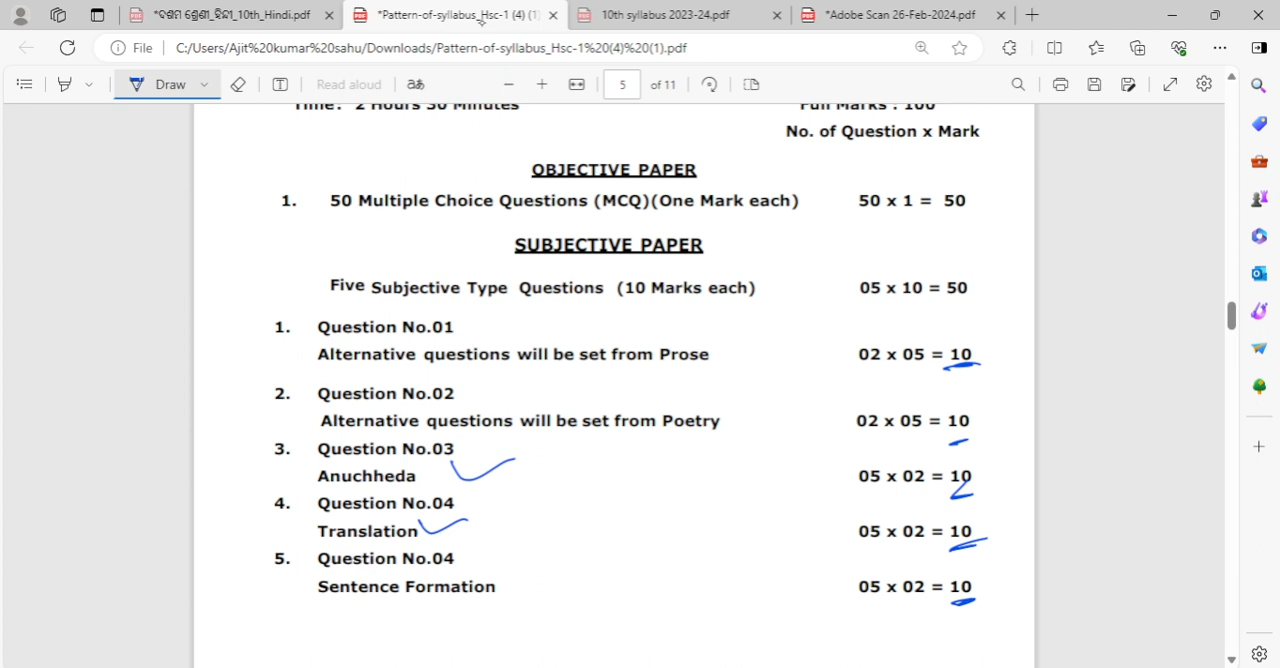 *ଦଶମ ଶ୍ରେଣୀ_ହିନ୍ଦୀ_10th_Hindi.pdf
*Pattern-of-syllabus_Hsc-1 (4) (1)
10th syllabus 2023-24.pdf
*Adobe Scan 26-Feb-2024.pdf
File
C:/Users/Ajit%20kumar%20sahu/Downloads/Pattern-of-syllabus_Hsc-1%20(4)%20(1).pdf
Draw
Read aloud
5
of 11
Time: 2 Hours 30 Minutes Full Marks : 100
No. of Question x Mark
OBJECTIVE PAPER
1. 50 Multiple Choice Questions (MCQ)(One Mark each) 50 x 1 = 50
SUBJECTIVE PAPER
Five Subjective Type Questions (10 Marks each) 05 x 10 = 50
1. Question No.01
Alternative questions will be set from Prose 02 x 05 = 10
2. Question No.02
Alternative questions will be set from Poetry 02 x 05 = 10
3. Question No.03
Anuchheda 05 x 02 = 10
4. Question No.04
Translation 05 x 02 = 10
5. Question No.04
Sentence Formation 05 x 02 = 10